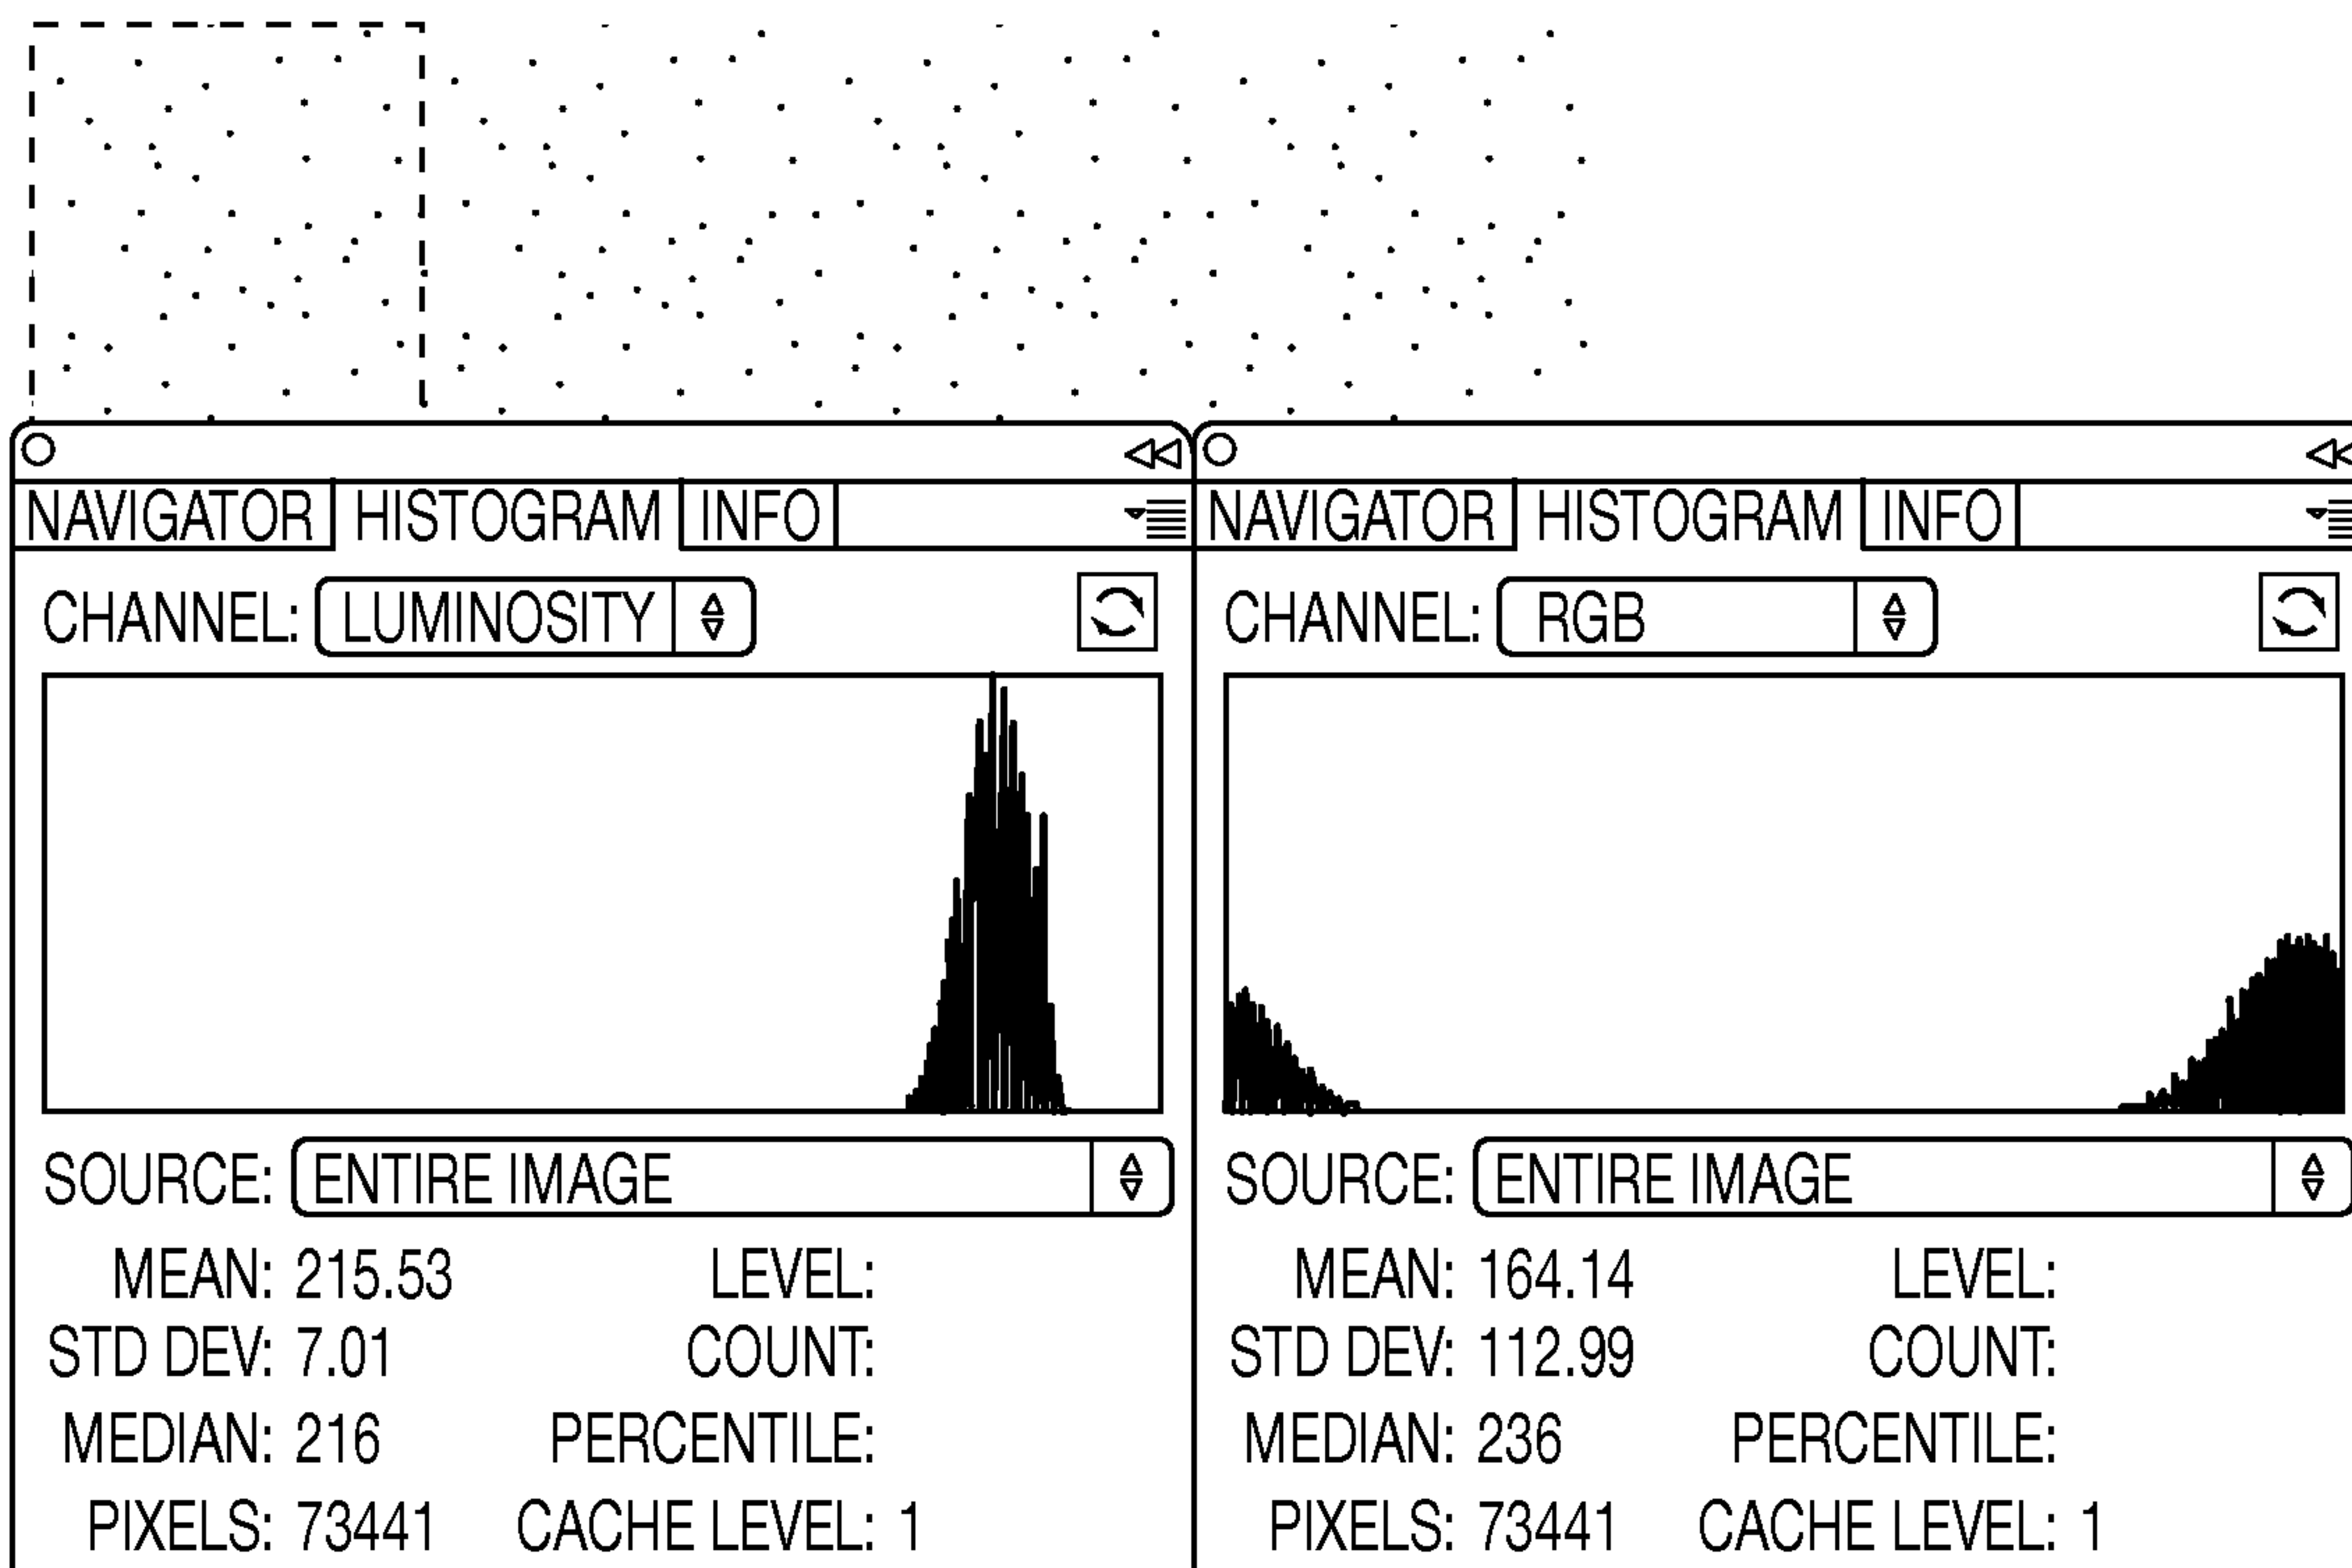 NAVIGATOR HISTOGRAM INFO
CHANNEL: LUMINOSITY
SOURCE: ENTIRE IMAGE
MEAN: 215.53 LEVEL:
STD DEV: 7.01 COUNT:
MEDIAN: 216 PERCENTILE:
PIXELS: 73441 CACHE LEVEL: 1
NAVIGATOR HISTOGRAM INFO
CHANNEL: RGB
SOURCE: ENTIRE IMAGE
MEAN: 164.14 LEVEL:
STD DEV: 112.99 COUNT:
MEDIAN: 236 PERCENTILE:
PIXELS: 73441 CACHE LEVEL: 1